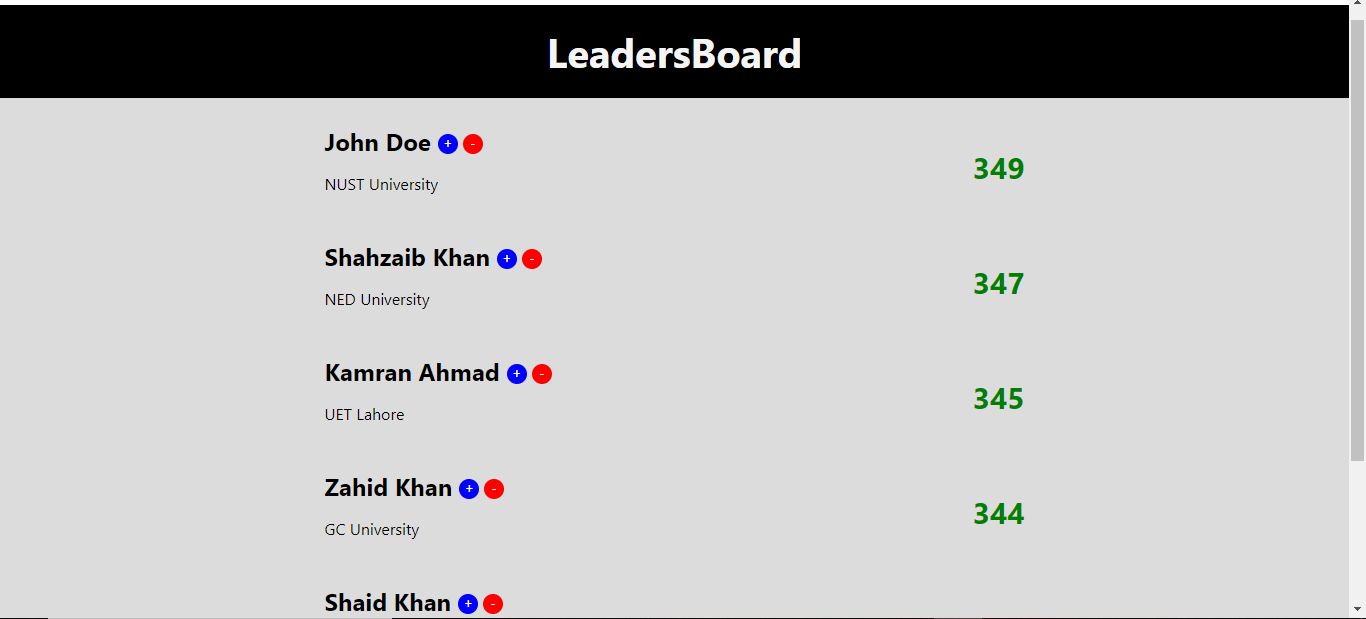 LeadersBoard
John Doe + -
NUST University
349
Shahzaib Khan + -
NED University
347
Kamran Ahmad + -
UET Lahore
345
Zahid Khan + -
GC University
344
Shaid Khan + -